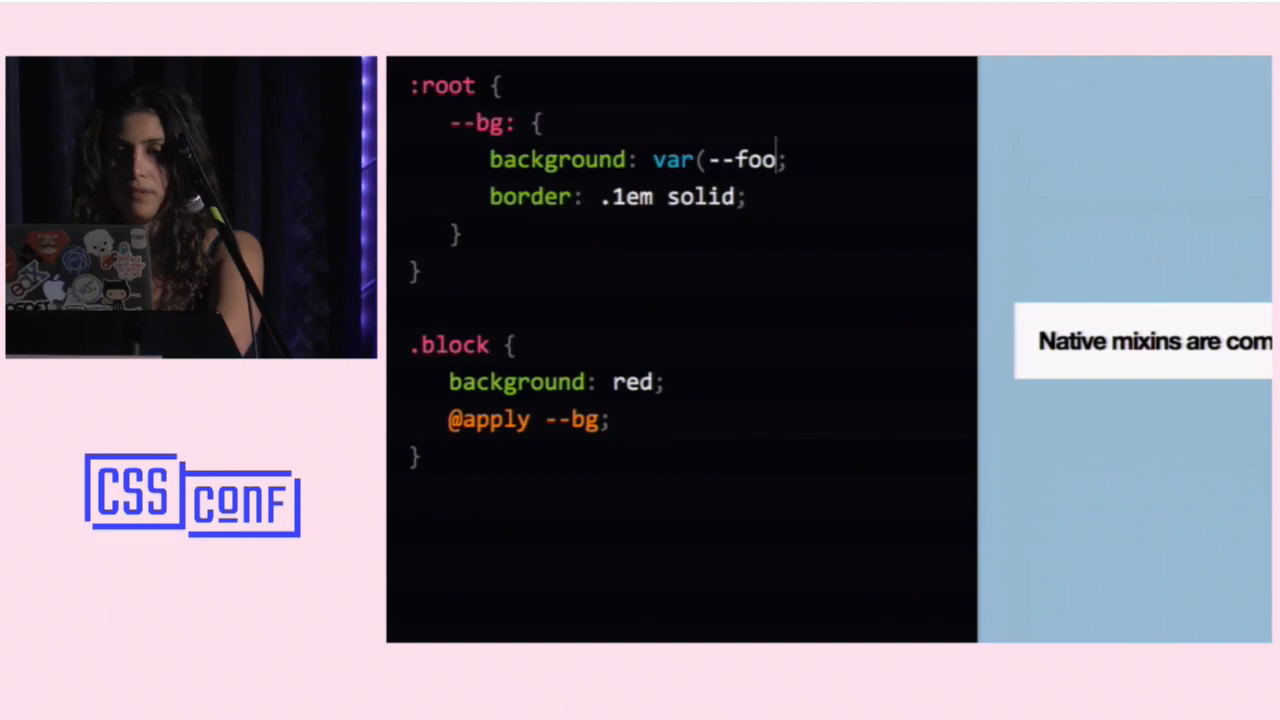 :root {
--bg: {
background: var(--foo;
border: .1em solid;
}
}
.block {
background: red;
@apply --bg;
}
Native mixins are com
CSS
CONF